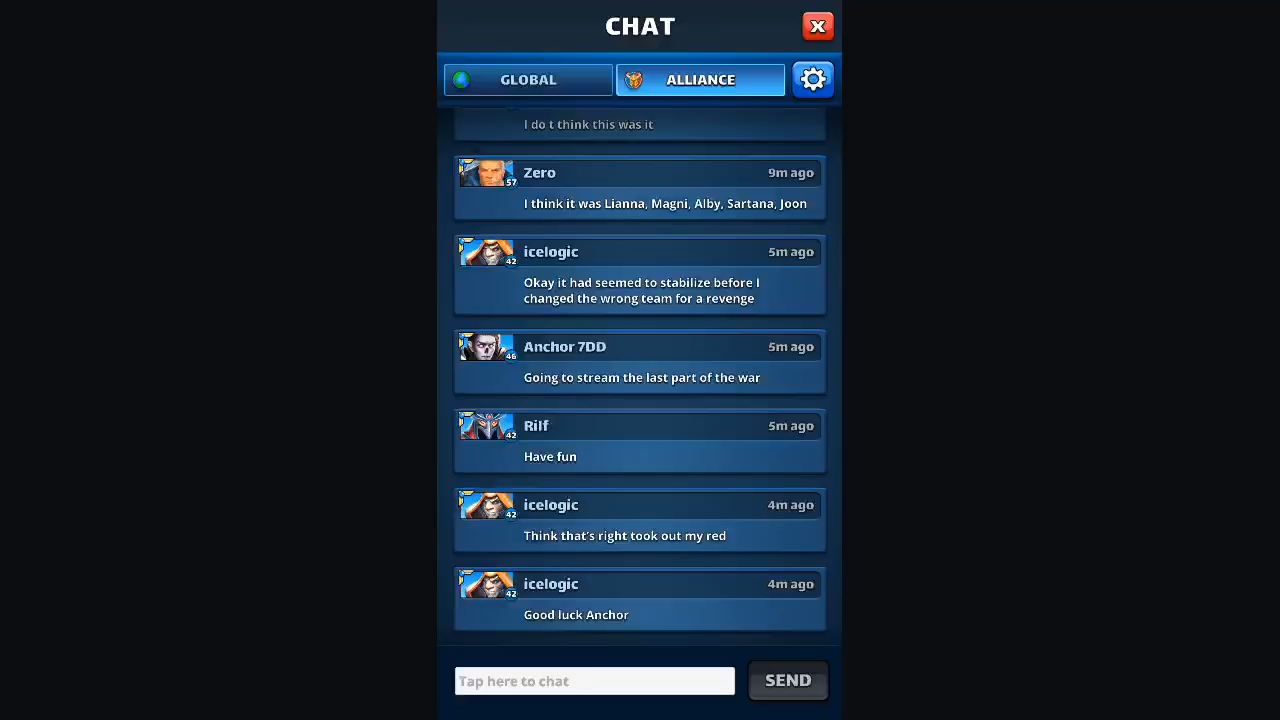 CHAT
GLOBAL
ALLIANCE
I do t think this was it
57
Zero
9m ago
I think it was Lianna, Magni, Alby, Sartana, Joon
42
icelogic
5m ago
Okay it had seemed to stabilize before I
changed the wrong team for a revenge
46
Anchor 7DD
5m ago
Going to stream the last part of the war
42
Rilf
5m ago
Have fun
42
icelogic
4m ago
Think that's right took out my red
42
icelogic
4m ago
Good luck Anchor
Tap here to chat
SEND